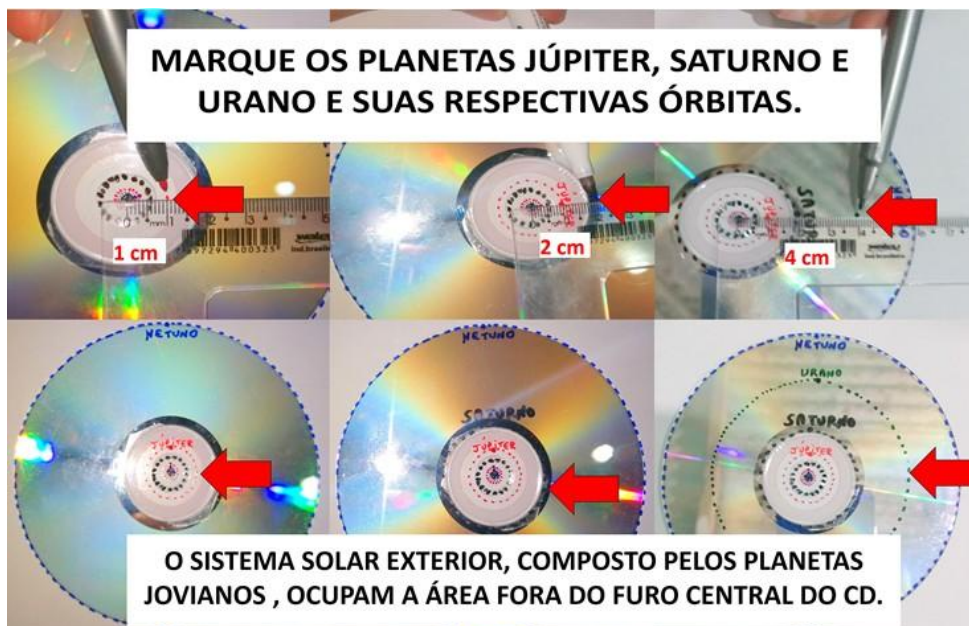 MARQUE OS PLANETAS JÚPITER, SATURNO E
URANO E SUAS RESPECTIVAS ÓRBITAS.
1 cm
2 cm
4 cm
NETUNO
JÚPITER
NETUNO
SATURNO
JÚPITER
NETUNO
URANO
SATURNO
JÚPITER
O SISTEMA SOLAR EXTERIOR, COMPOSTO PELOS PLANETAS
JOVIANOS , OCUPAM A ÁREA FORA DO FURO CENTRAL DO CD.